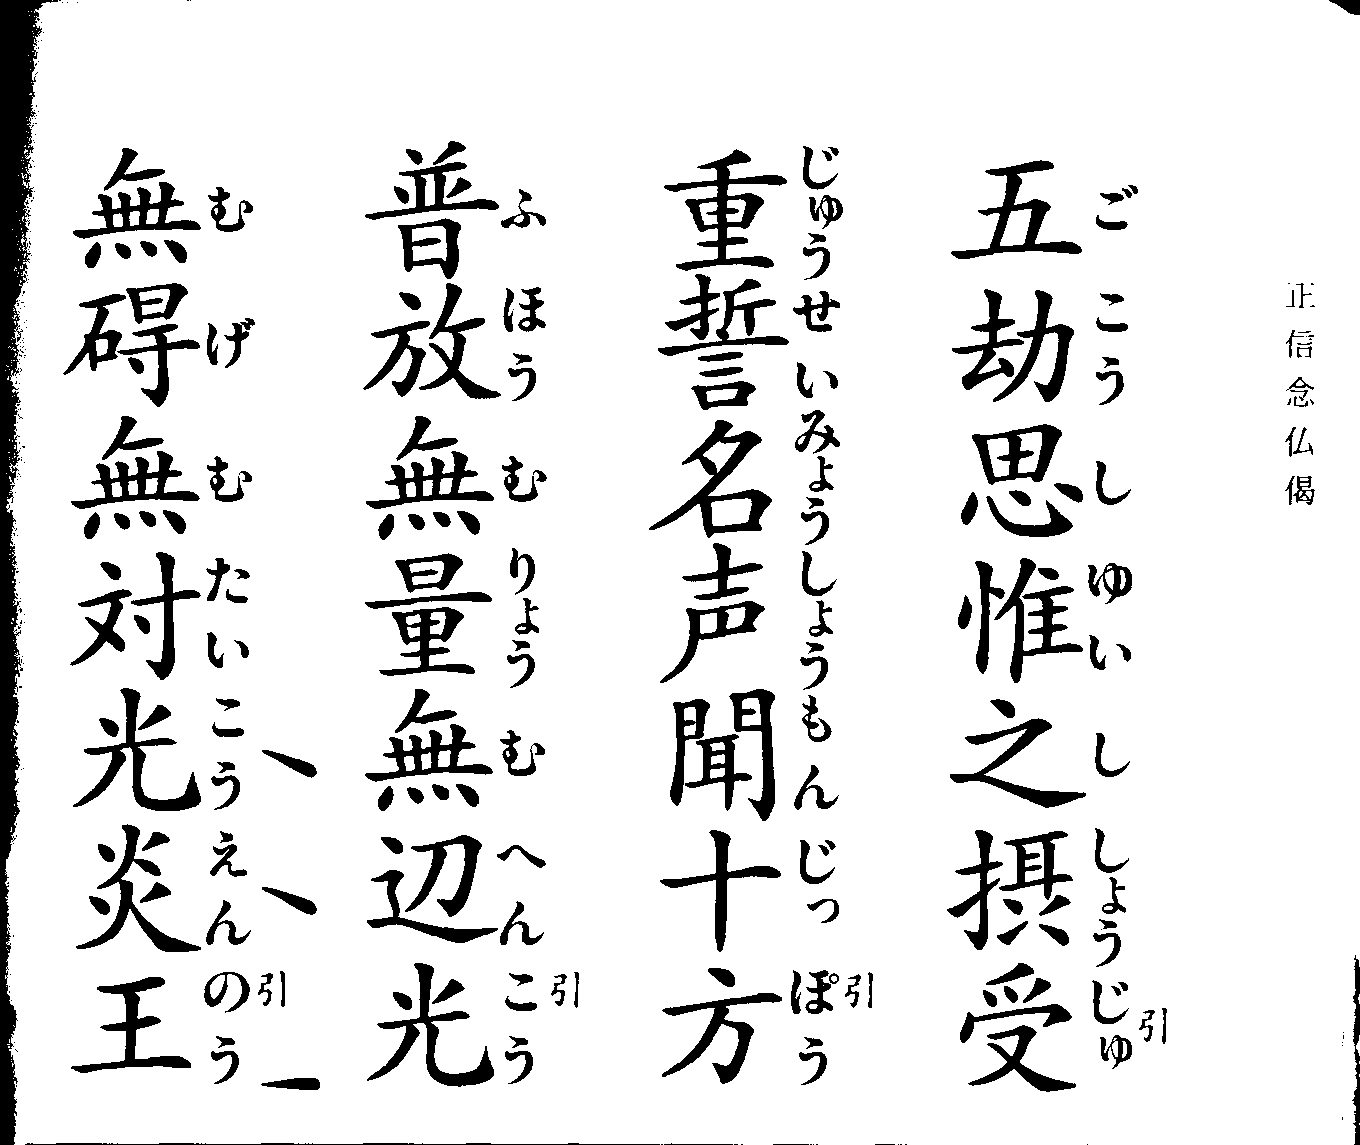 正信念仏偈
五劫思惟之摂受
ごこうしゆいししょうじゅ
引
重誓名声聞十方
じゅうせいみょうしょうもんじっぽう
引
普放無量無辺光
ふほうむりょうむへんこう
引
無碍無対光炎王
むげむたいこうえんのう
引